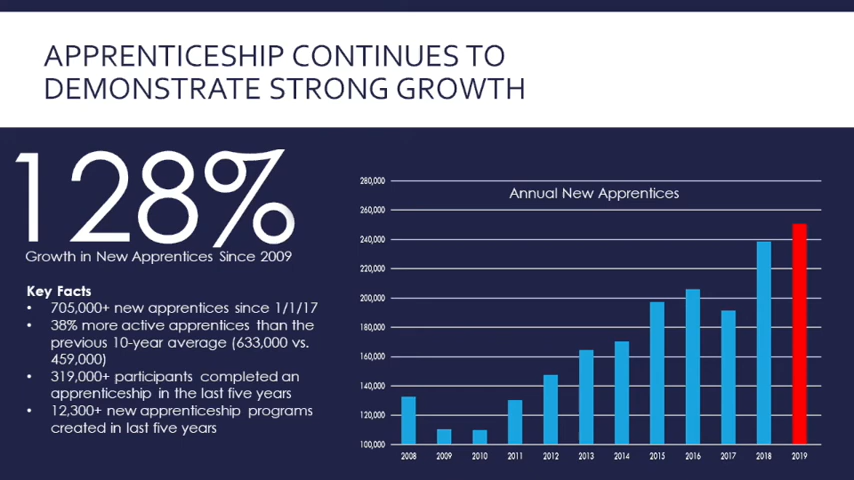 APPRENTICESHIP CONTINUES TO
DEMONSTRATE STRONG GROWTH
128%
Growth in New Apprentices Since 2009
Key Facts
• 705,000+ new apprentices since 1/1/17
• 38% more active apprentices than the
previous 10-year average (633,000 vs.
459,000)
• 319,000+ participants completed an
apprenticeship in the last five years
• 12,300+ new apprenticeship programs
created in last five years
Annual New Apprentices
280,000
260,000
240,000
220,000
200,000
180,000
160,000
140,000
120,000
100,000
2008 2009 2010 2011 2012 2013 2014 2015 2016 2017 2018 2019